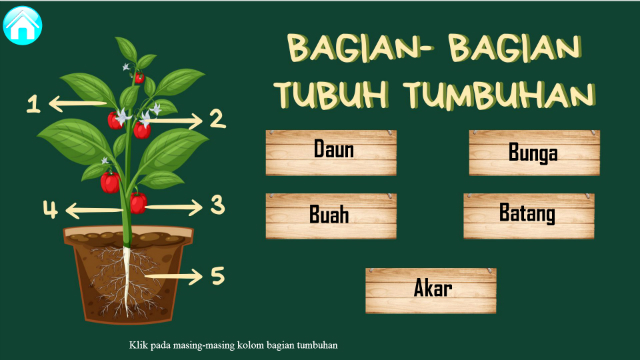 BAGIAN- BAGIAN
TUBUH TUMBUHAN
1
2
3
4
5
Daun
Bunga
Buah
Batang
Akar
Klik pada masing-masing kolom bagian tumbuhan